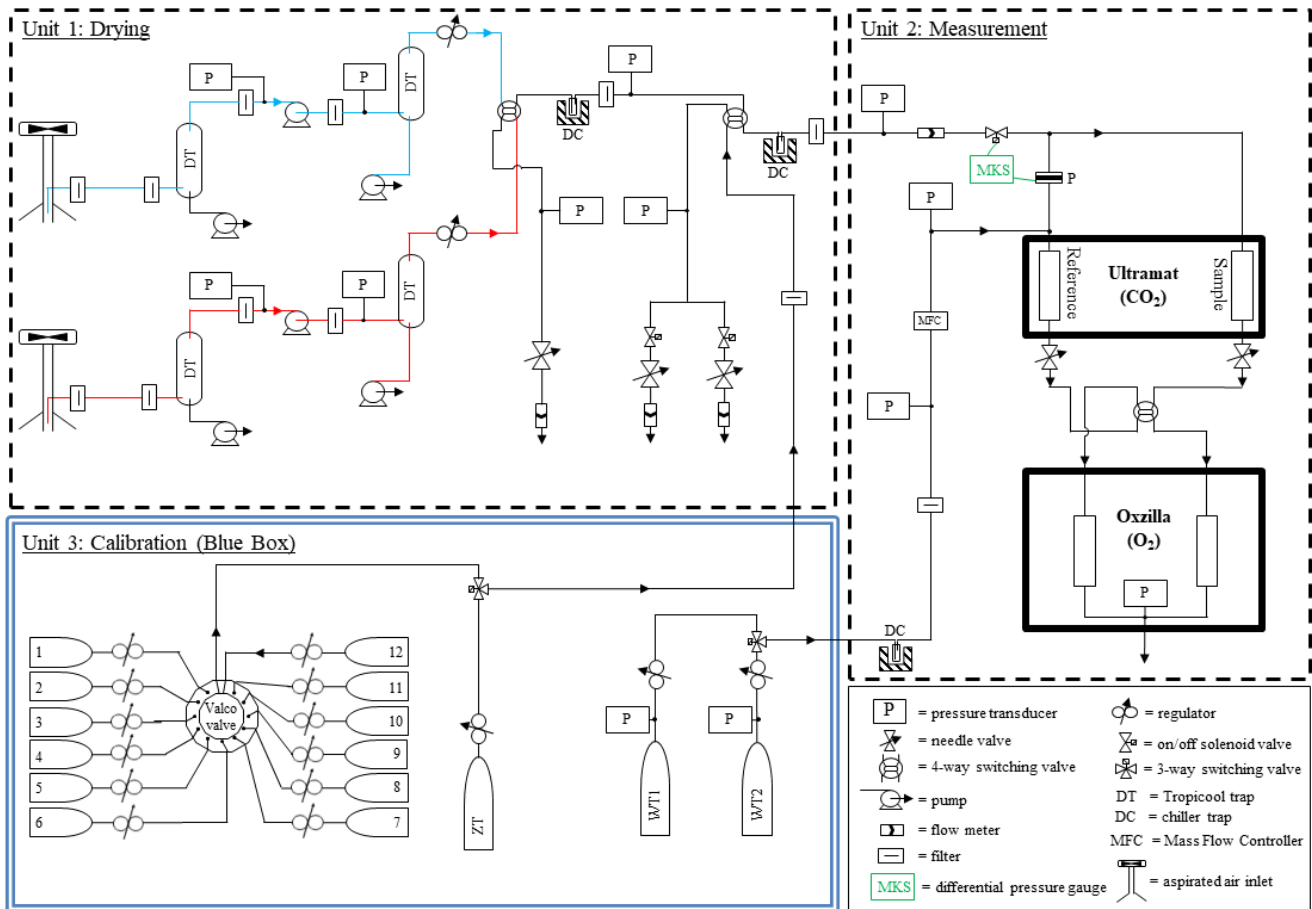 Unit 1: Drying
P
P
DT
DT
P
DC
DC
P
P
P
P
DT
DT
Unit 2: Measurement
P
MKS
P
P
Reference
Ultramat
(CO₂)
Sample
MFC
P
Oxzilla
(O₂)
P
DC
Unit 3: Calibration (Blue Box)
1
2
3
4
5
6
Valco
valve
12
11
10
9
8
7
ZT
P
P
WT1
WT2
P = pressure transducer
= needle valve
= 4-way switching valve
= pump
= flow meter
= filter
MKS = differential pressure gauge
= regulator
= on/off solenoid valve
= 3-way switching valve
DT = Tropicool trap
DC = chiller trap
MFC = Mass Flow Controller
= aspirated air inlet